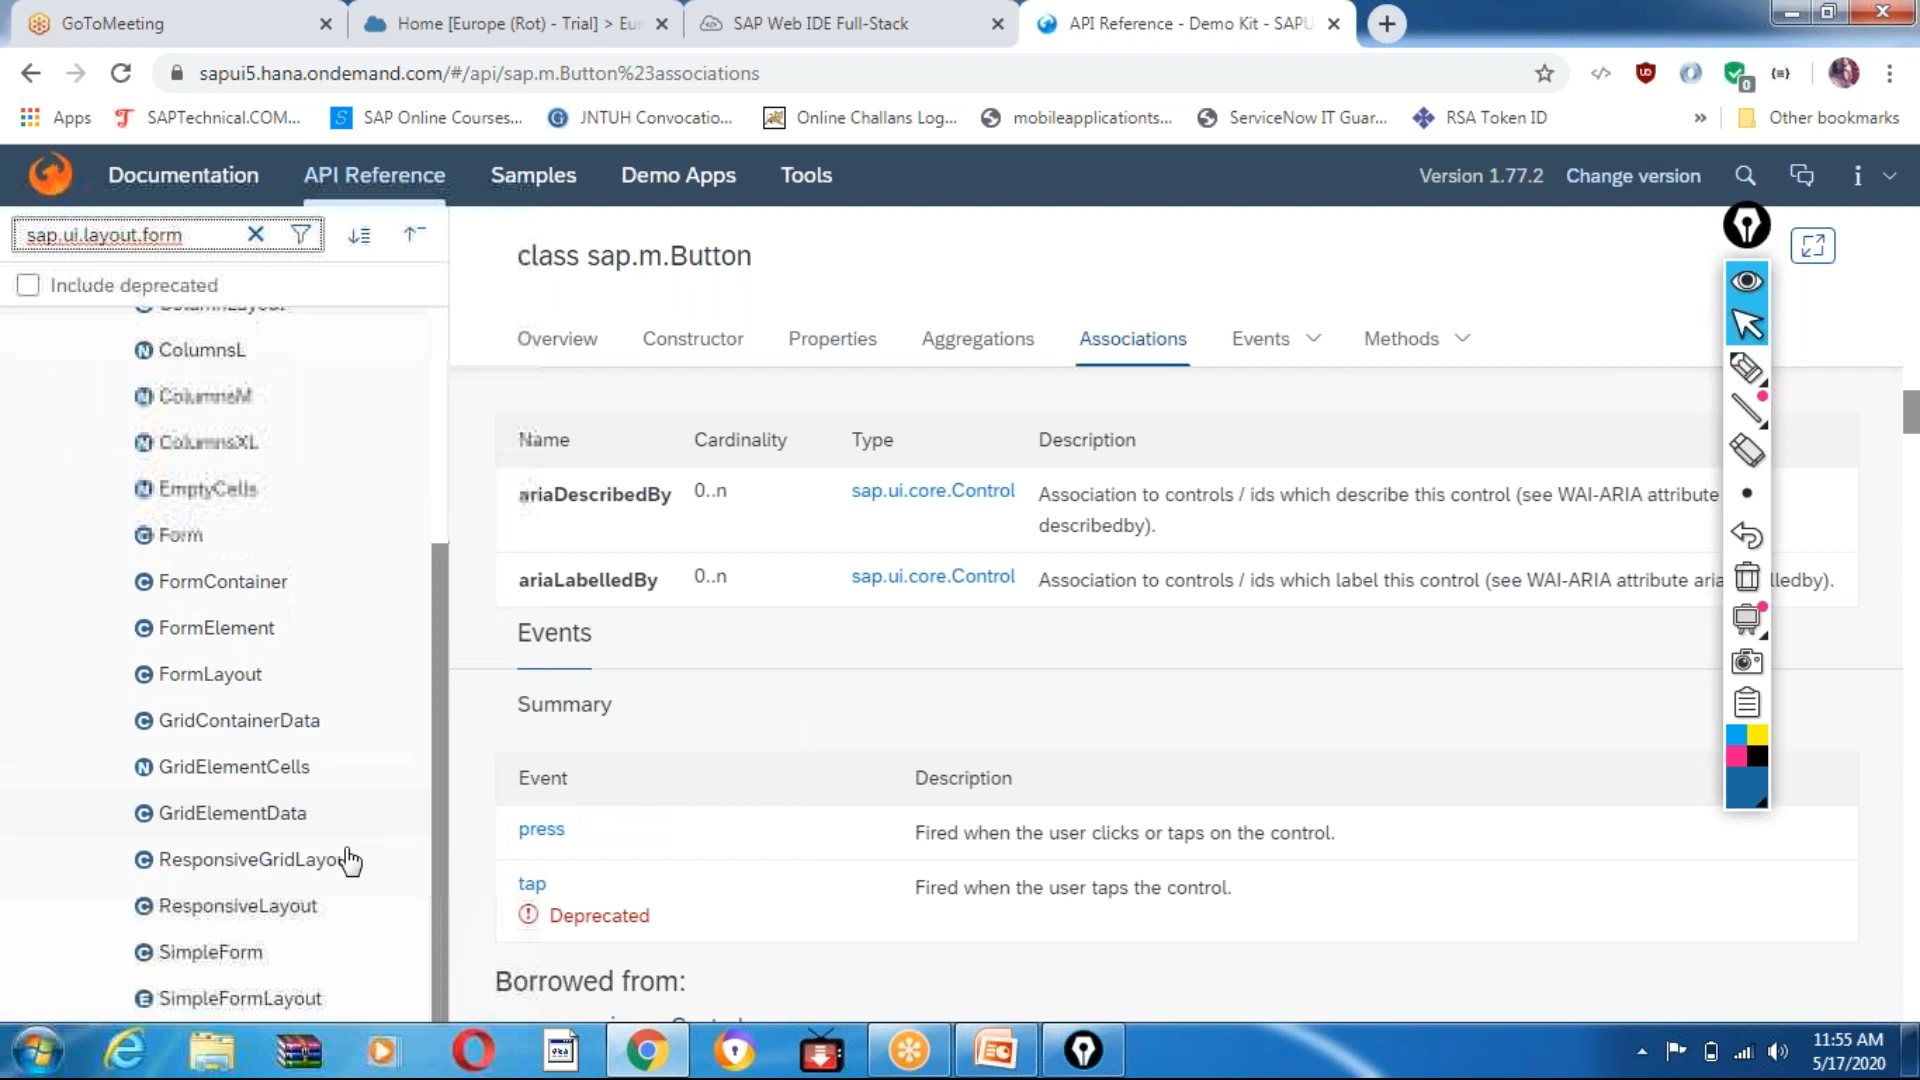 GoToMeeting
Home [Europe (Rot) - Trial] > Eur
SAP Web IDE Full-Stack
API Reference - Demo Kit - SAPU
sapui5.hana.ondemand.com/#/api/sap.m.Button%23associations
Apps
SAPTechnical.COM...
SAP Online Courses...
JNTUH Convocatio...
Online Challans Log...
mobileapplicationts...
ServiceNow IT Guar...
RSA Token ID
Other bookmarks
Documentation
API Reference
Samples
Demo Apps
Tools
Version 1.77.2
Change version
sap.ui.layout.form
Include deprecated
ColumnLayout
ColumnsL
ColumnsM
ColumnsXL
EmptyCells
Form
FormContainer
FormElement
FormLayout
GridContainerData
GridElementCells
GridElementData
ResponsiveGridLayou
ResponsiveLayout
SimpleForm
SimpleFormLayout
class sap.m.Button
Overview
Constructor
Properties
Aggregations
Associations
Events
Methods
Name Cardinality Type Description
ariaDescribedBy 0..n sap.ui.core.Control Association to controls / ids which describe this control (see WAI-ARIA attribute
describedby).
ariaLabelledBy 0..n sap.ui.core.Control Association to controls / ids which label this control (see WAI-ARIA attribute aria lledby).
Events
Summary
Event Description
press Fired when the user clicks or taps on the control.
tap Fired when the user taps the control.
Deprecated
Borrowed from:
11:55 AM
5/17/2020